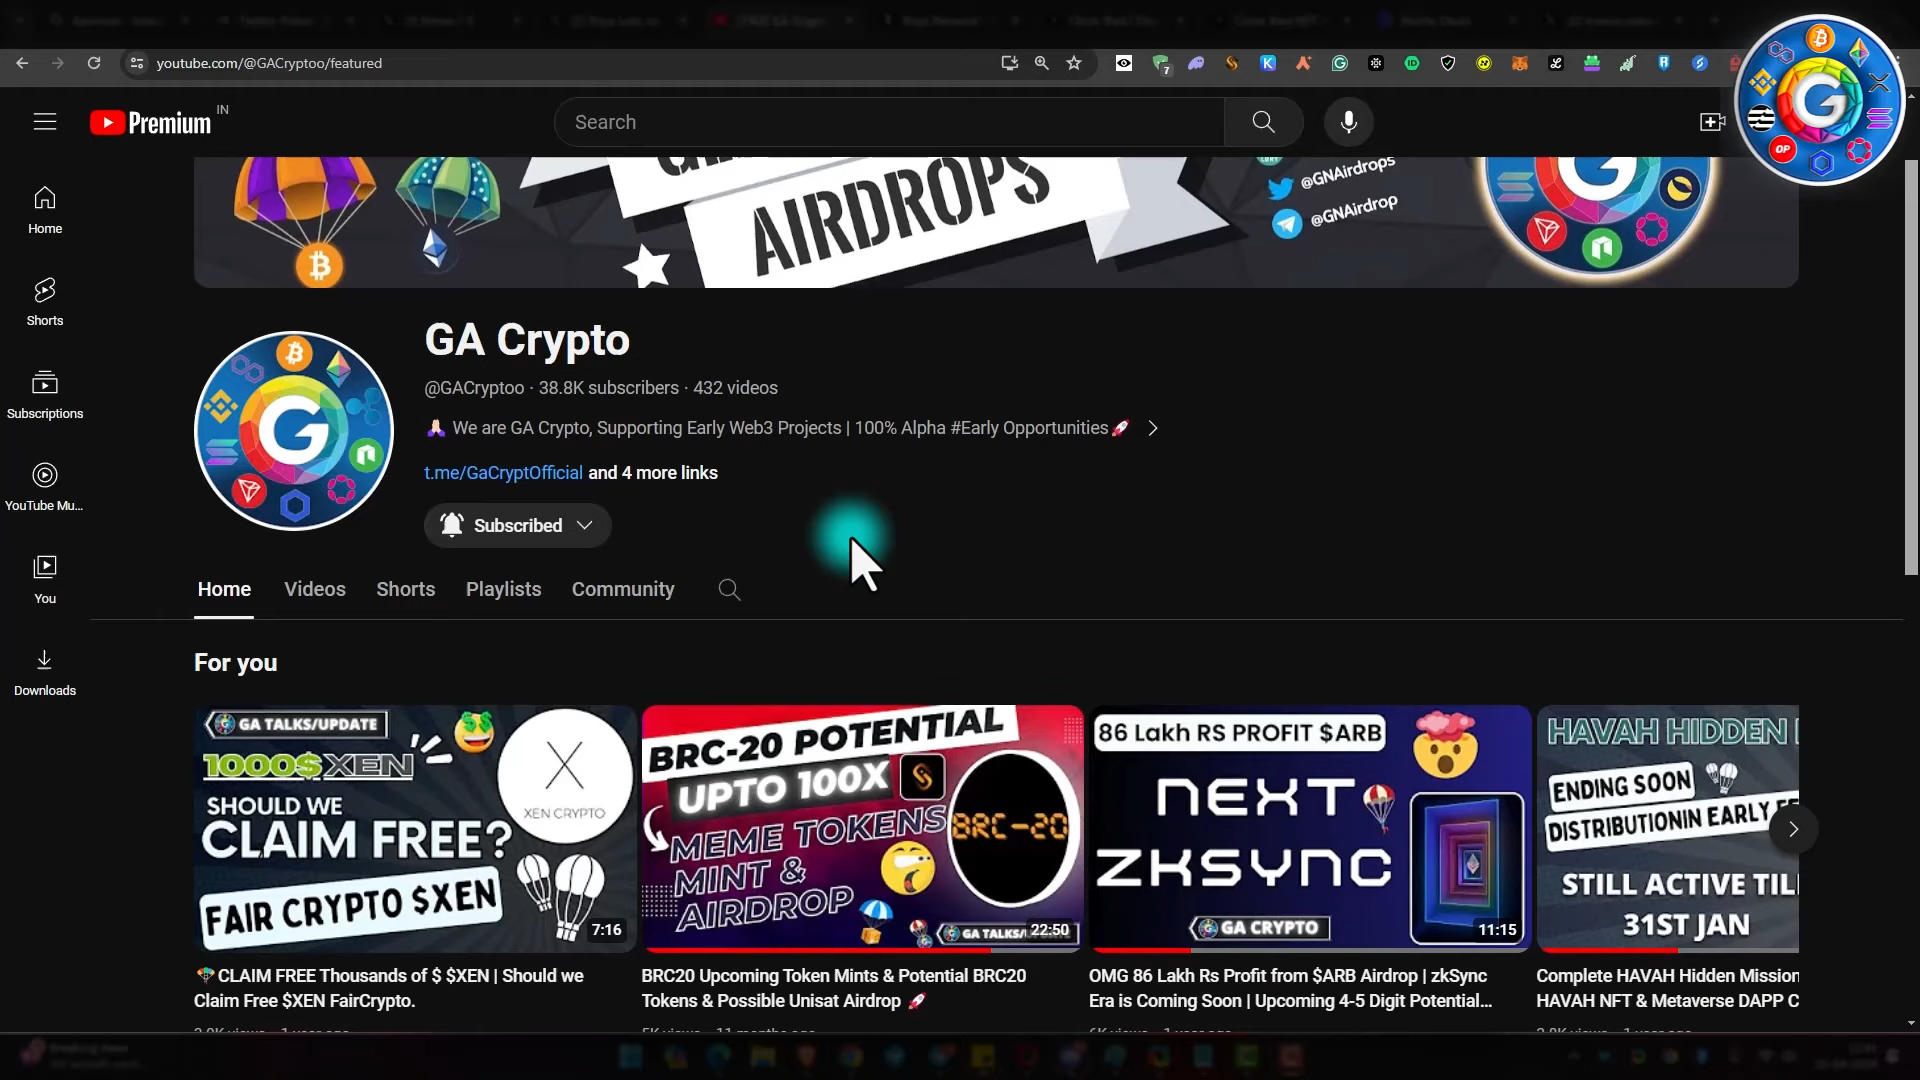 youtube.com/@GACryptoo/featured
7
Premium IN
Search
AIRDROPS
@GNAirdrops
@GNAirdrop
OP
Home
Shorts
Subscriptions
YouTube Mu...
You
Downloads
GA Crypto
@GACryptoo · 38.8K subscribers · 432 videos
🙏🏻 We are GA Crypto, Supporting Early Web3 Projects | 100% Alpha #Early Opportunities🚀
t.me/GaCryptOfficial and 4 more links
Subscribed
Home Videos Shorts Playlists Community
For you
GA TALKS/UPDATE
1000$XEN
SHOULD WE
CLAIM FREE?
FAIR CRYPTO $XEN
XEN CRYPTO
7:16
BRC-20 POTENTIAL
UPTO 100X
MEME TOKENS
MINT &
AIRDROP
BRC-20
22:50
86 Lakh RS PROFIT $ARB
NEXT
ZKSYNC
GA CRYPTO
11:15
HAVAH HIDDEN
ENDING SOON
DISTRIBUTIONIN EARLY
STILL ACTIVE TIL
31ST JAN
🪂CLAIM FREE Thousands of $ $XEN | Should we
Claim Free $XEN FairCrypto.
BRC20 Upcoming Token Mints & Potential BRC20
Tokens & Possible Unisat Airdrop 🚀
OMG 86 Lakh Rs Profit from $ARB Airdrop | zkSync
Era is Coming Soon | Upcoming 4-5 Digit Potential...
Complete HAVAH Hidden Mission
HAVAH NFT & Metaverse DAPP C